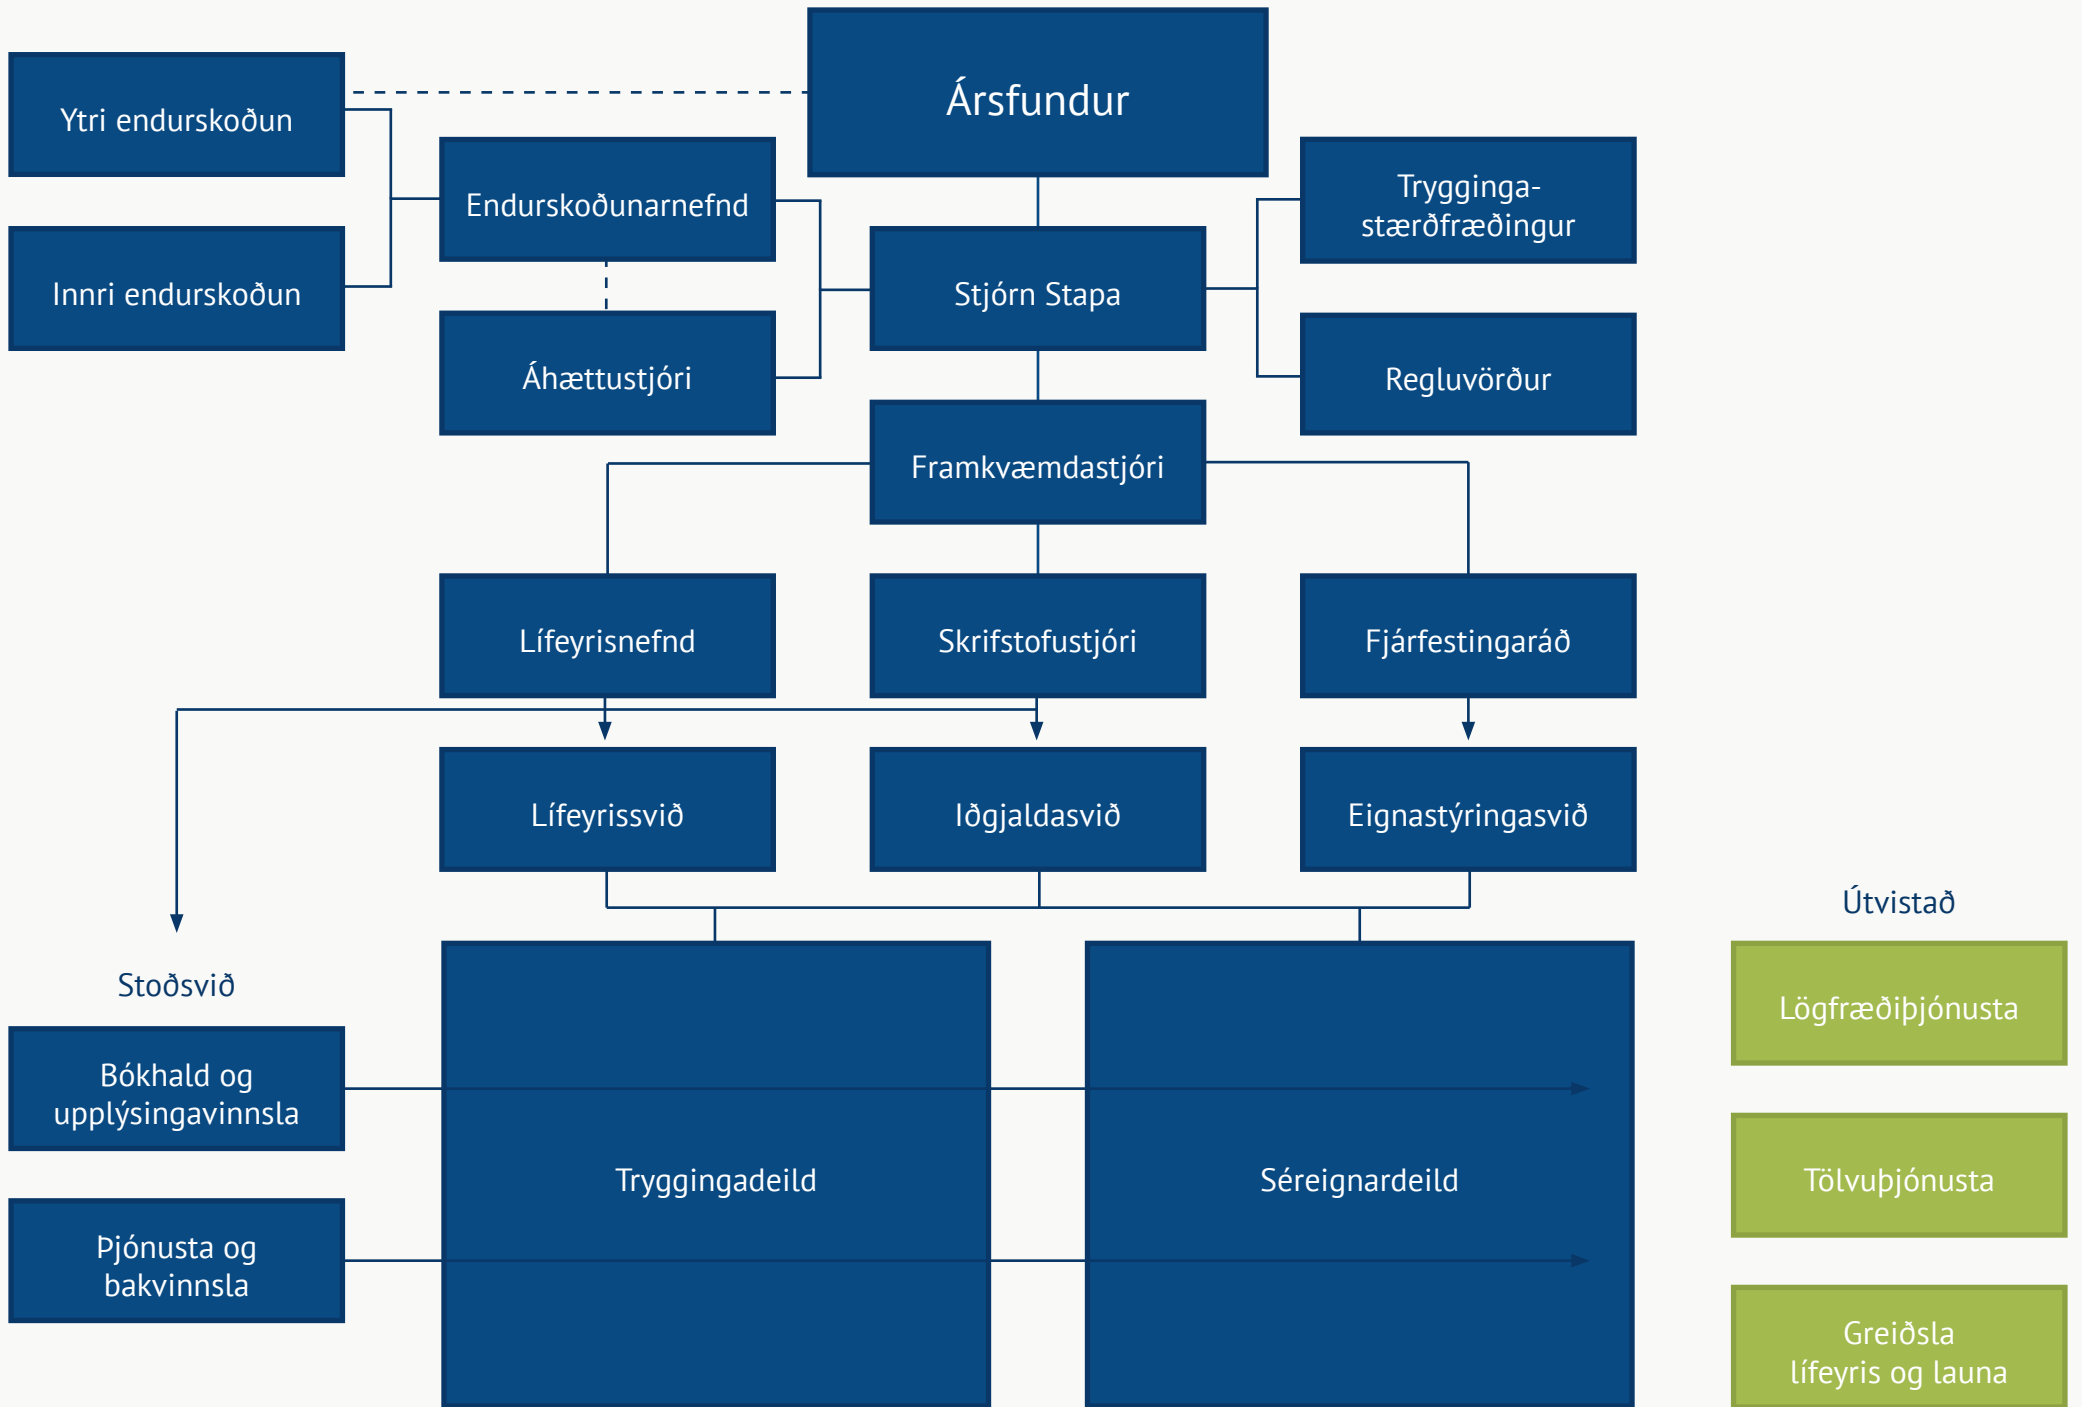 Ársfundur
Ytri endurskoðun
Endurskoðunarnefnd
Trygginga-
stærðfræðingur
Innri endurskoðun
Stjórn Stapa
Áhættustjóri
Regluvörður
Framkvæmdastjóri
Lífeyrisnefnd
Skrifstofustjóri
Fjárfestingaráð
Lífeyrissvið
Iðgjaldasvið
Eignastýringasvið
Útvistað
Stoðsvið
Lögfræðiþjónusta
Bókhald og
upplýsingavinnsla
Tryggingadeild
Séreignardeild
Tölvuþjónusta
Þjónusta og
bakvinnsla
Greiðsla
lífeyris og launa